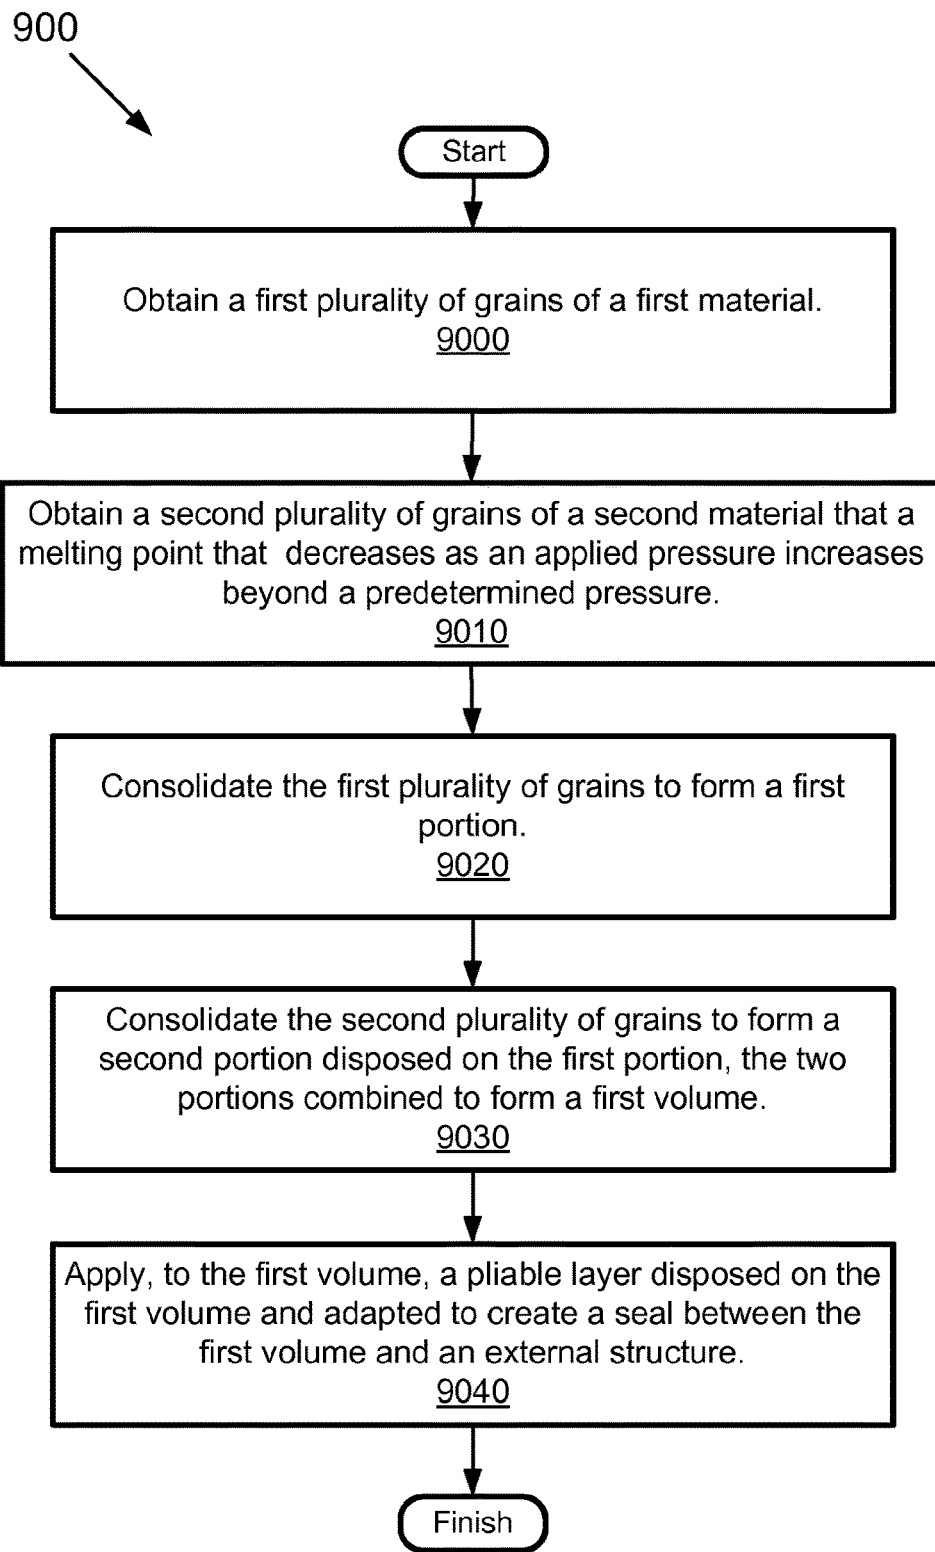 900
Start
Obtain a first plurality of grains of a first material.
9000
Obtain a second plurality of grains of a second material that a
melting point that  decreases as an applied pressure increases
beyond a predetermined pressure.
9010
Consolidate the first plurality of grains to form a first
portion.
9020
Consolidate the second plurality of grains to form a
second portion disposed on the first portion, the two
portions combined to form a first volume.
9030
Apply, to the first volume, a pliable layer disposed on the
first volume and adapted to create a seal between the
first volume and an external structure.
9040
Finish